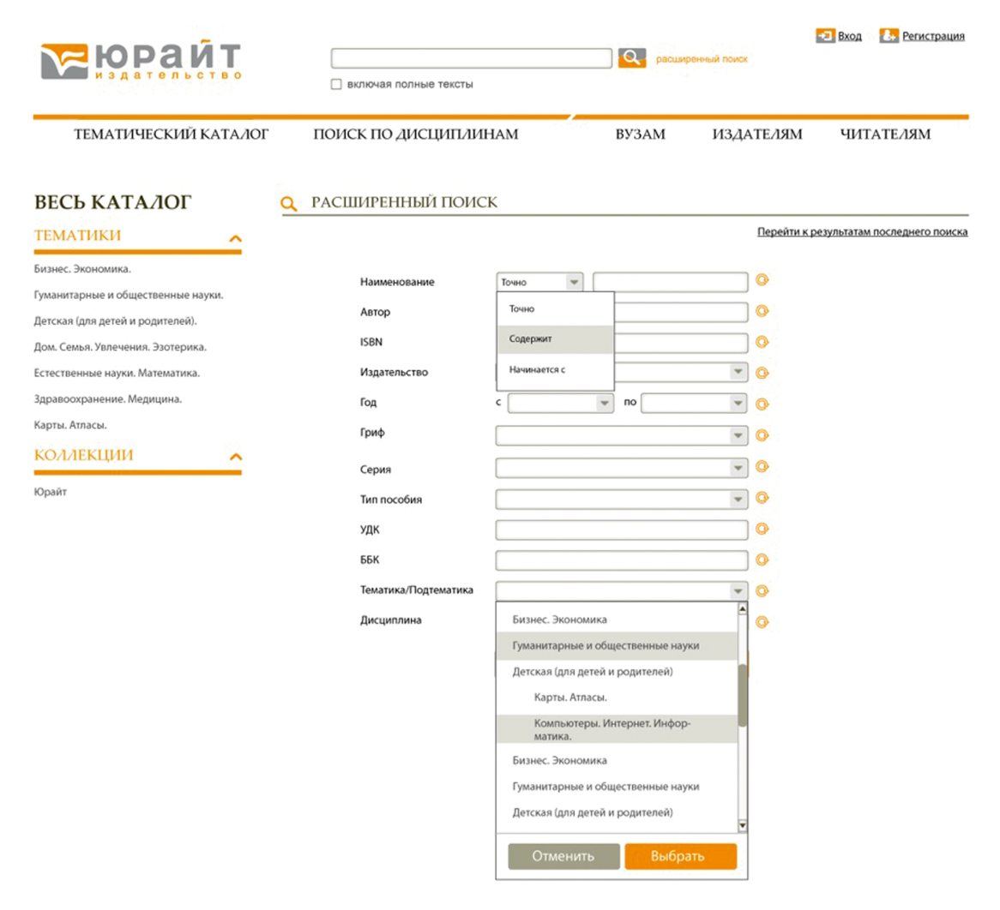 Вход
Регистрация
юрайт
издательство
расширенный поиск
включая полные тексты
ТЕМАТИЧЕСКИЙ КАТАЛОГ
ПОИСК ПО ДИСЦИПЛИНАМ
ВУЗАМ
ИЗДАТЕЛЯМ
ЧИТАТЕЛЯМ
ВЕСЬ КАТАЛОГ
ТЕМАТИКИ
Бизнес. Экономика.
Гуманитарные и общественные науки.
Детская (для детей и родителей).
Дом. Семья. Увлечения. Эзотерика.
Естественные науки. Математика.
Здравоохранение. Медицина.
Карты. Атласы.
КОЛЛЕКЦИИ
Юрайт
РАСШИРЕННЫЙ ПОИСК
Перейти к результатам последнего поиска
Наименование
Точно
Точно
Содержит
Начинается с
Автор
ISBN
Издательство
Год
с
по
Гриф
Серия
Тип пособия
УДК
ББК
Тематика/Подтематика
Дисциплина
Бизнес. Экономика
Гуманитарные и общественные науки
Детская (для детей и родителей)
Карты. Атласы.
Компьютеры. Интернет. Инфор-
матика.
Бизнес. Экономика
Гуманитарные и общественные науки
Детская (для детей и родителей)
Отменить
Выбрать